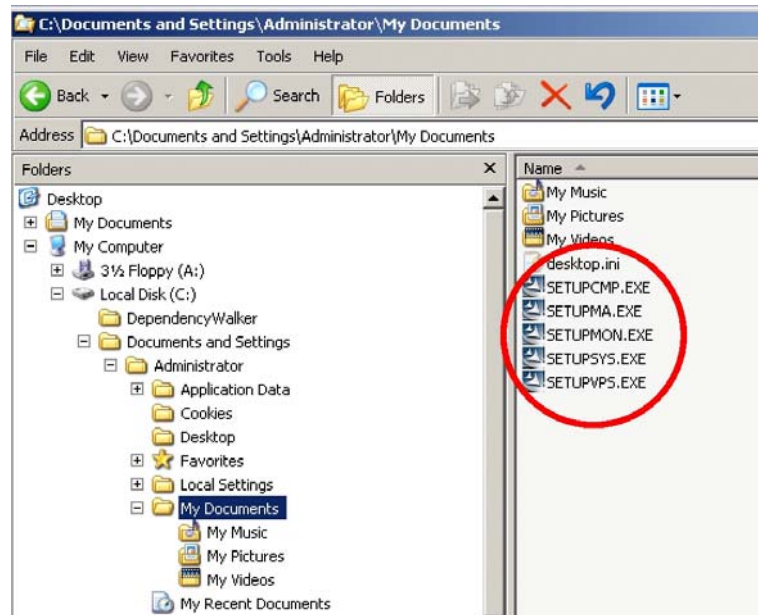 C:\Documents and Settings\Administrator\My Documents
File Edit View Favorites Tools Help
Back Search Folders
Address C:\Documents and Settings\Administrator\My Documents
Folders
Desktop
My Documents
My Computer
3½ Floppy (A:)
Local Disk (C:)
DependencyWalker
Documents and Settings
Administrator
Application Data
Cookies
Desktop
Favorites
Local Settings
My Documents
My Music
My Pictures
My Videos
My Recent Documents
Name
My Music
My Pictures
My Videos
desktop.ini
SETUPCMP.EXE
SETUPMA.EXE
SETUPMON.EXE
SETUPSYS.EXE
SETUPVPS.EXE